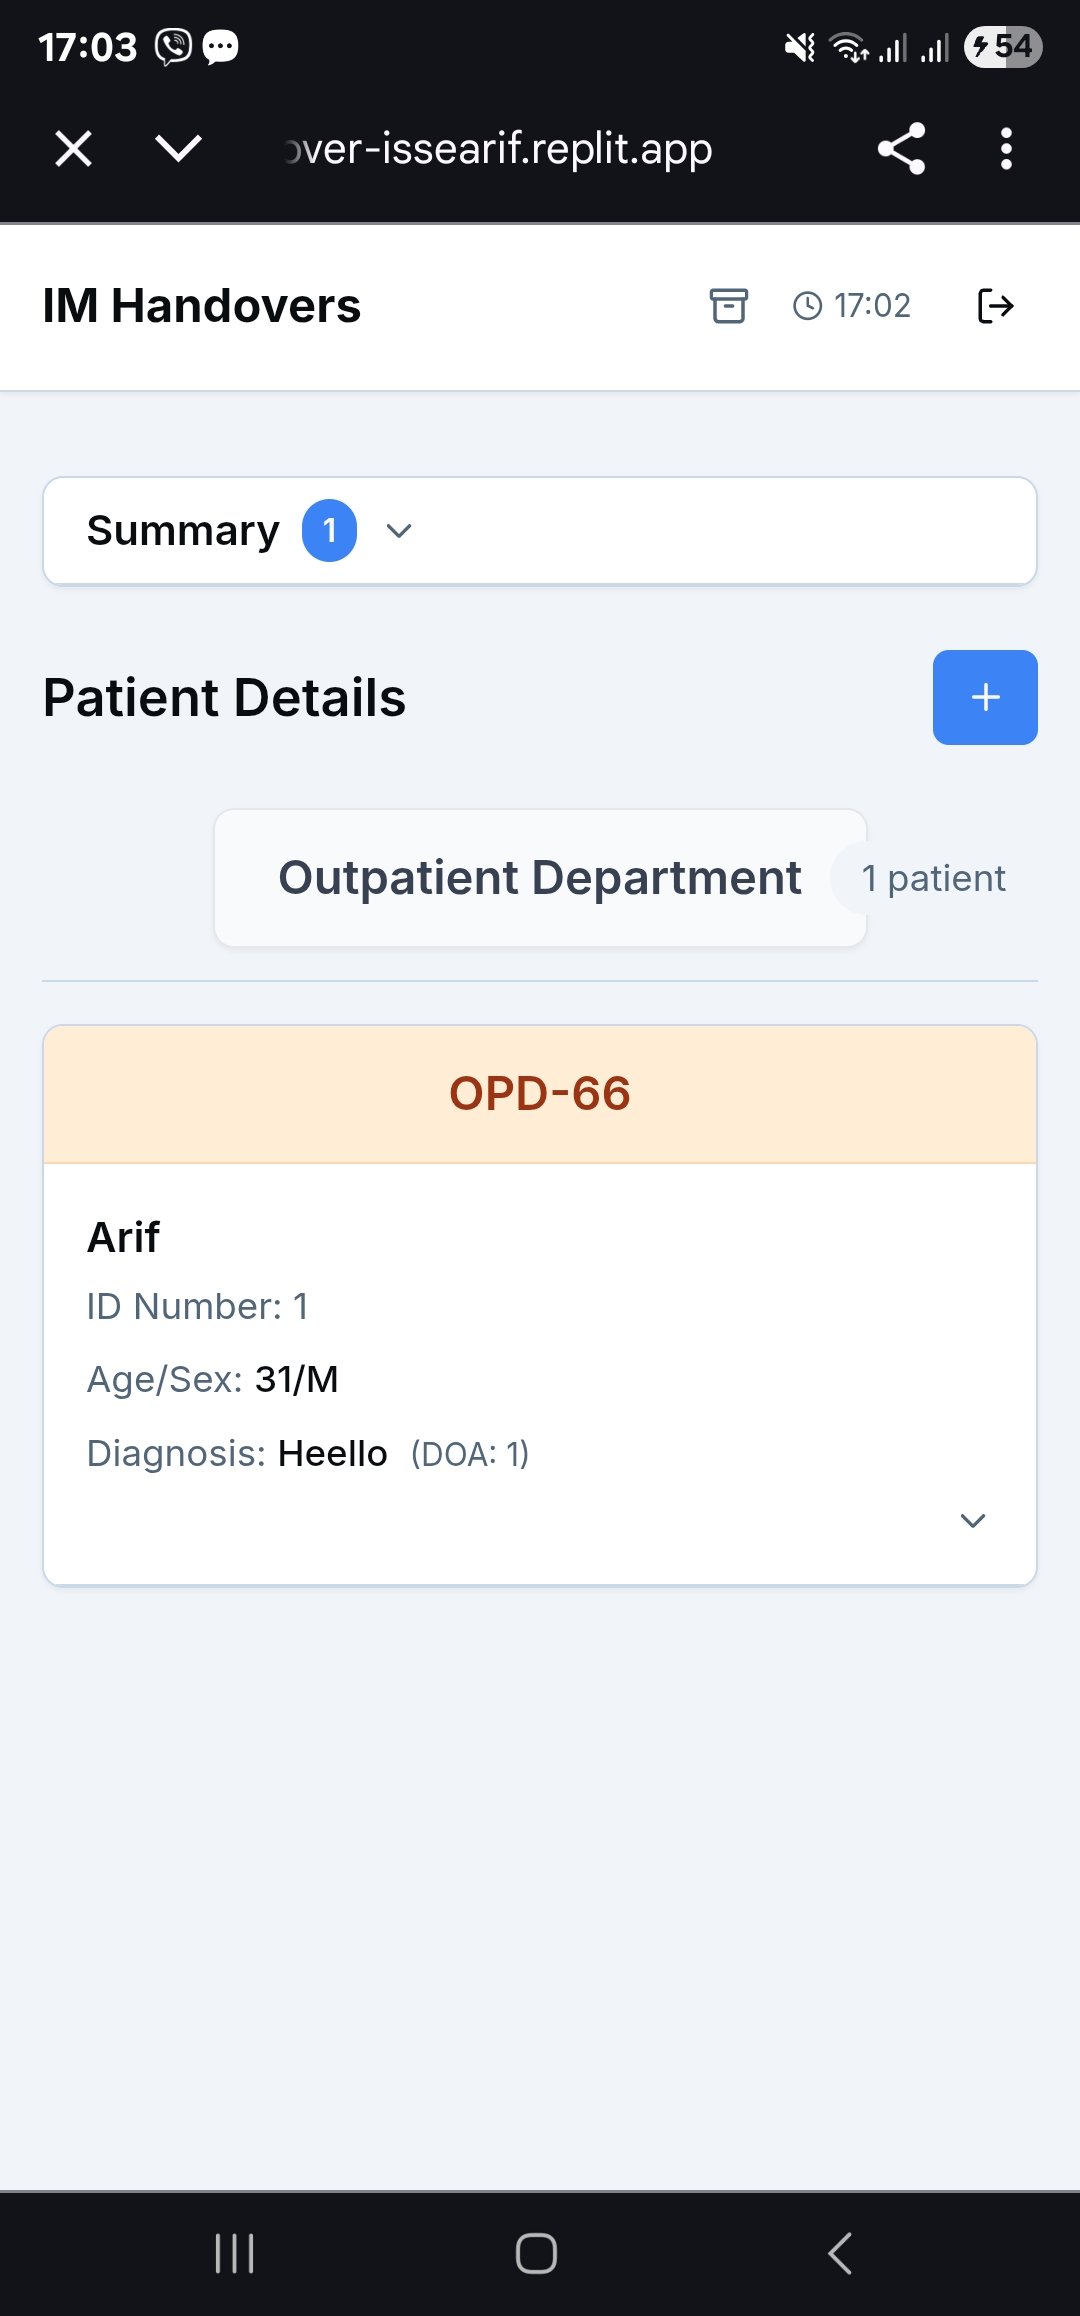 17:03
54
over-issearif.replit.app
IM Handovers
17:02
Summary 1
Patient Details
Outpatient Department 1 patient
OPD-66
Arif
ID Number: 1
Age/Sex: 31/M
Diagnosis: Heello (DOA: 1)